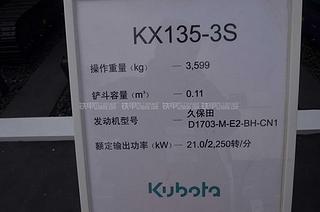 KX135-3S
操作重量(kg) — 3,599
铲斗容量(m³) — 0.11
发动机型号 — 久保田
D1703-M-E2-BH-CN1
额定输出功率(kW) — 21.0/2,250转/分
Kubota